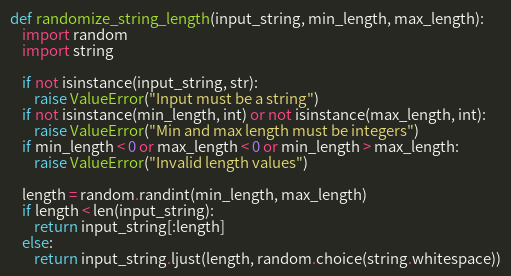 def randomize_string_length(input_string, min_length, max_length):
    import random
    import string

    if not isinstance(input_string, str):
        raise ValueError("Input must be a string")
    if not isinstance(min_length, int) or not isinstance(max_length, int):
        raise ValueError("Min and max length must be integers")
    if min_length < 0 or max_length < 0 or min_length > max_length:
        raise ValueError("Invalid length values")

    length = random.randint(min_length, max_length)
    if length < len(input_string):
        return input_string[:length]
    else:
        return input_string.ljust(length, random.choice(string.whitespace))